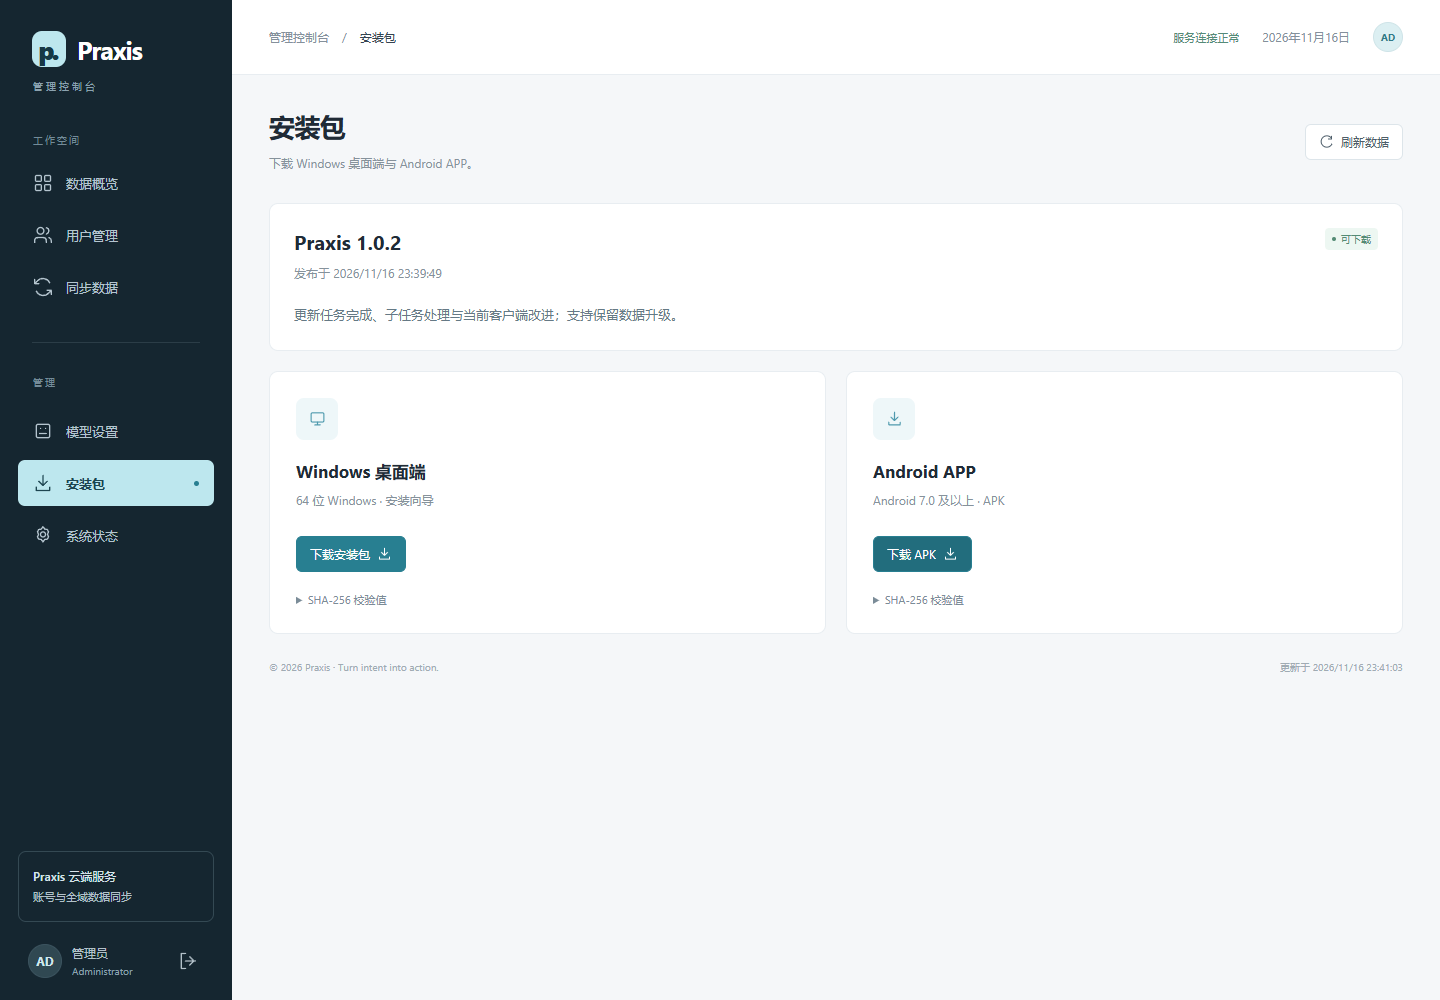 p. Praxis
管理控制台
工作空间
数据概览
用户管理
同步数据
管理
模型设置
安装包
系统状态
Praxis 云端服务
账号与全域数据同步
AD
管理员
Administrator
管理控制台 / 安装包
服务连接正常
2026年11月16日
AD
安装包
下载 Windows 桌面端与 Android APP。
刷新数据
Praxis 1.0.2
可下载
发布于 2026/11/16 23:39:49
更新任务完成、子任务处理与当前客户端改进；支持保留数据升级。
Windows 桌面端
64 位 Windows · 安装向导
下载安装包
SHA-256 校验值
Android APP
Android 7.0 及以上 · APK
下载 APK
SHA-256 校验值
© 2026 Praxis · Turn intent into action.
更新于 2026/11/16 23:41:03